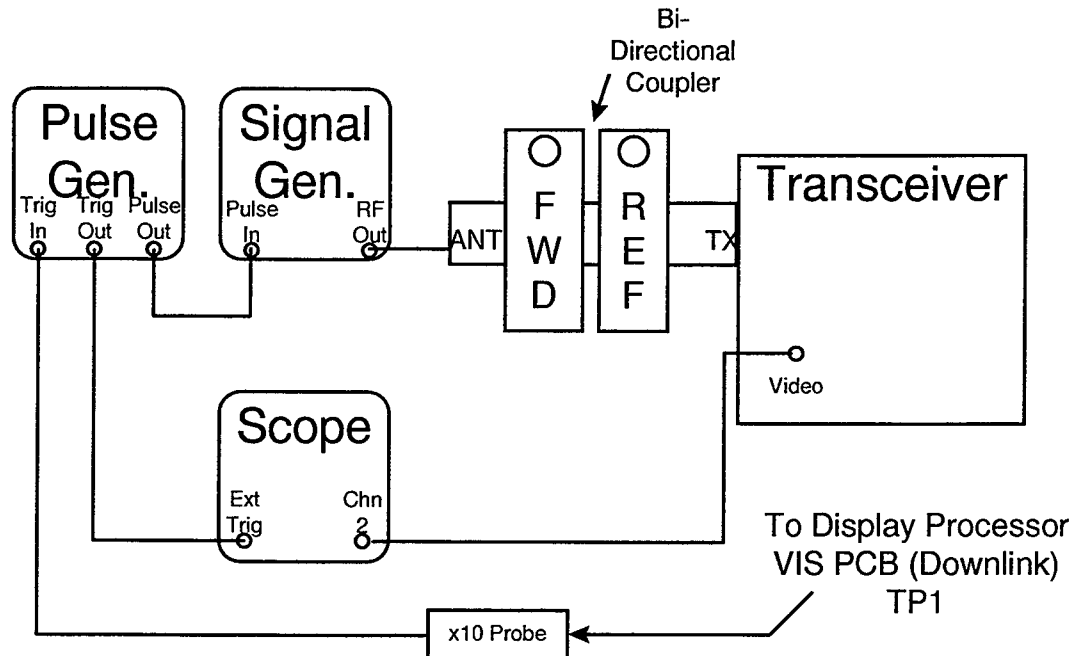 Bi-
Directional
Coupler
Pulse
Gen.
Trig
In
Trig
Out
Pulse
Out
Signal
Gen.
Pulse
In
RF
Out
ANT
F
W
D
R
E
F
TX
Transceiver
Video
Scope
Ext
Trig
Chn
2
To Display Processor
VIS PCB (Downlink)
TP1
x10 Probe